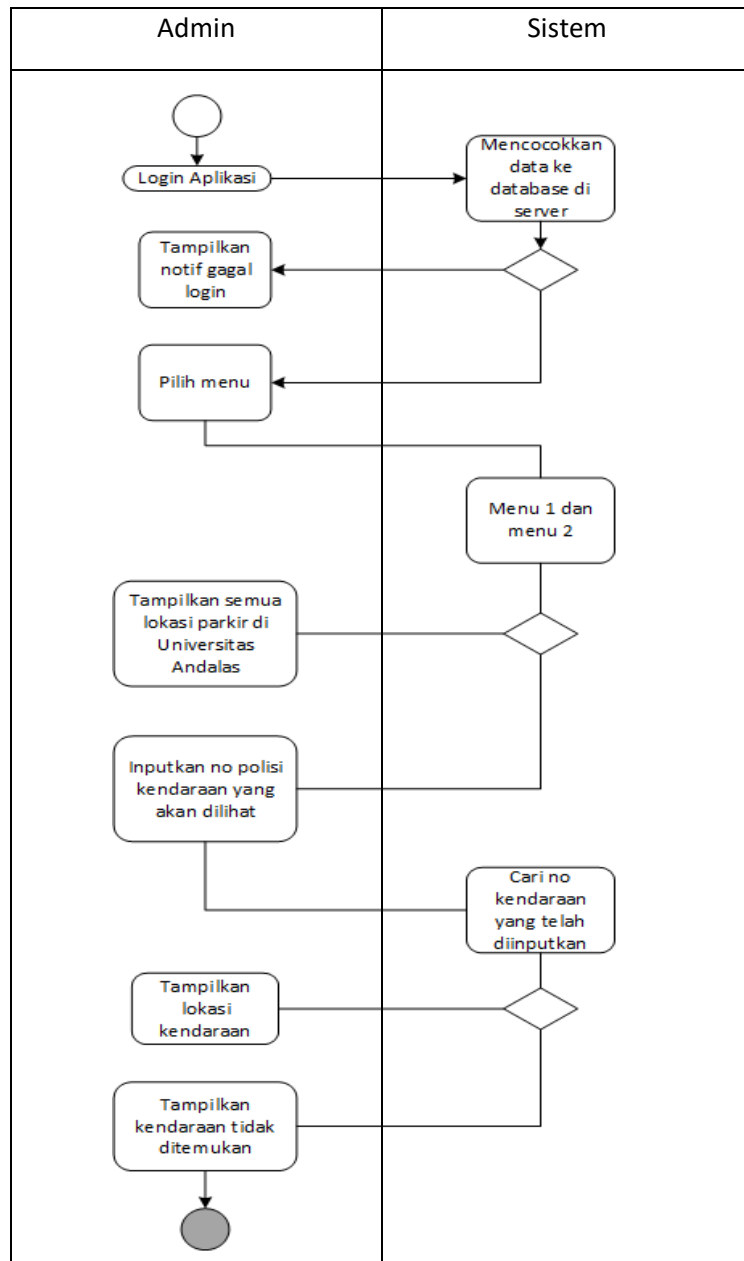 Admin
Sistem
Login Aplikasi
Mencocokkan
data ke
database di
server
Tampilkan
notif gagal
login
Pilih menu
Menu 1 dan
menu 2
Tampilkan semua
lokasi parkir di
Universitas
Andalas
Inputkan no polisi
kendaraan yang
akan dilihat
Cari no
kendaraan
yang telah
diinputkan
Tampilkan
lokasi
kendaraan
Tampilkan
kendaraan tidak
ditemukan